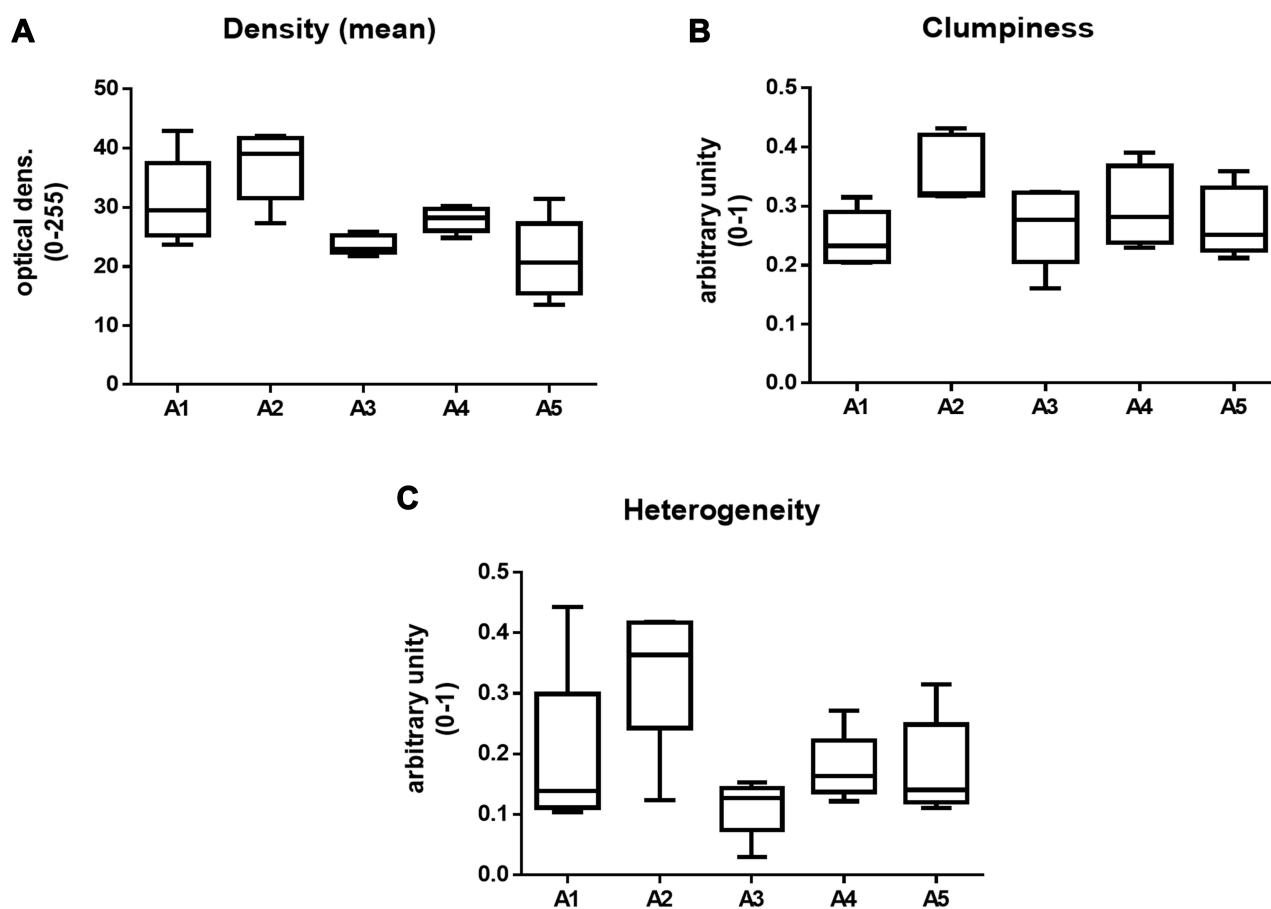 A
Density (mean)
optical dens.
(0-255)
50
40
30
20
10
0
A1 A2 A3 A4 A5
B
Clumpiness
arbitrary unity
(0-1)
0.5
0.4
0.3
0.2
0.1
0.0
A1 A2 A3 A4 A5
C
Heterogeneity
arbitrary unity
(0-1)
0.5
0.4
0.3
0.2
0.1
0.0
A1 A2 A3 A4 A5